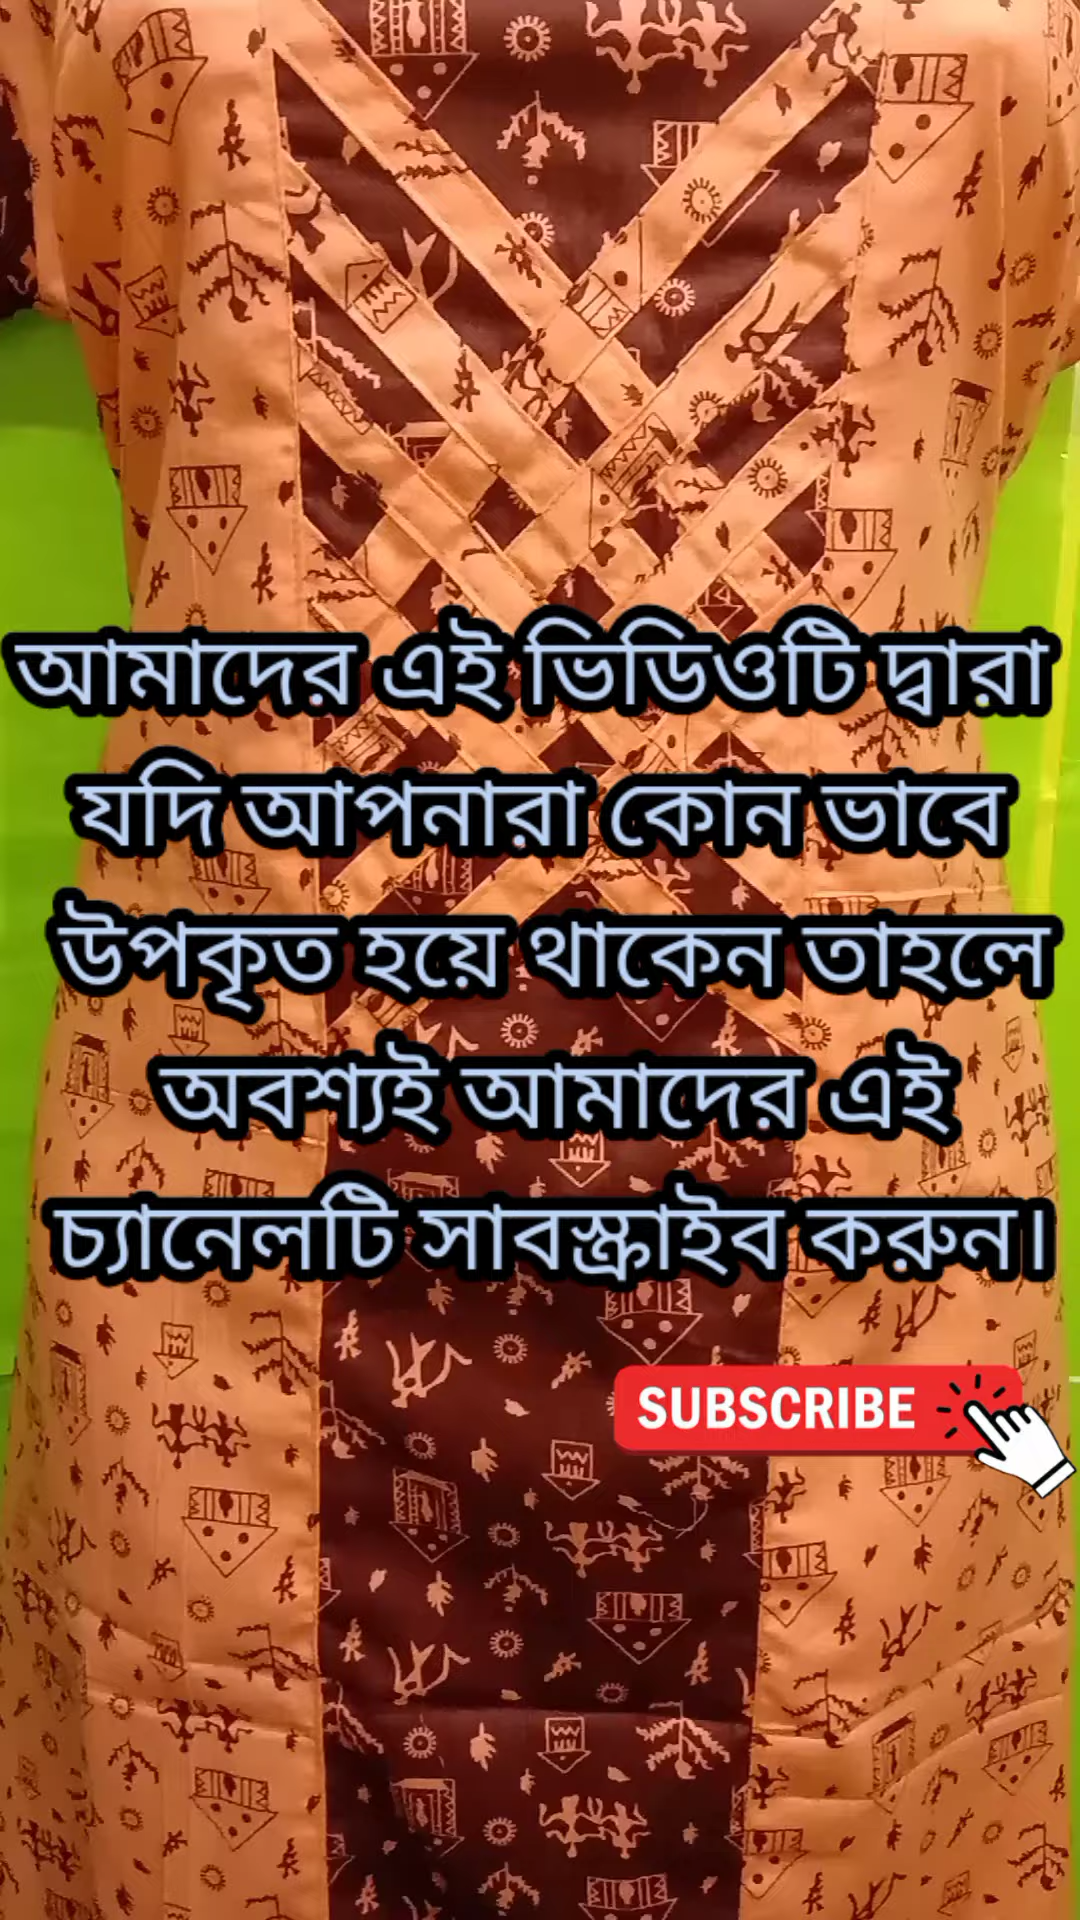 আমাদের এই ভিডিওটি দ্বারা
যদি আপনারা কোন ভাবে
উপকৃত হয়ে থাকেন তাহলে
অবশ্যই আমাদের এই
চ্যানেলটি সাবস্ক্রাইব করুন।
SUBSCRIBE